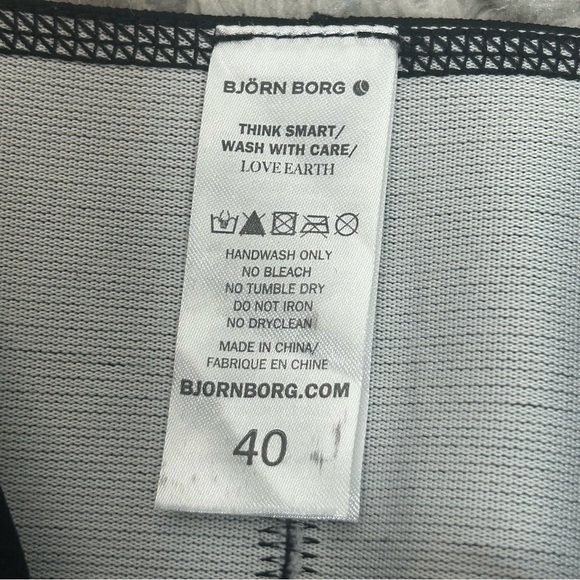 BJÖRN BORG
THINK SMART/
WASH WITH CARE/
LOVE EARTH
HANDWASH ONLY
NO BLEACH
NO TUMBLE DRY
DO NOT IRON
NO DRYCLEAN
MADE IN CHINA/
FABRIQUE EN CHINE
BJORNBORG.COM
40